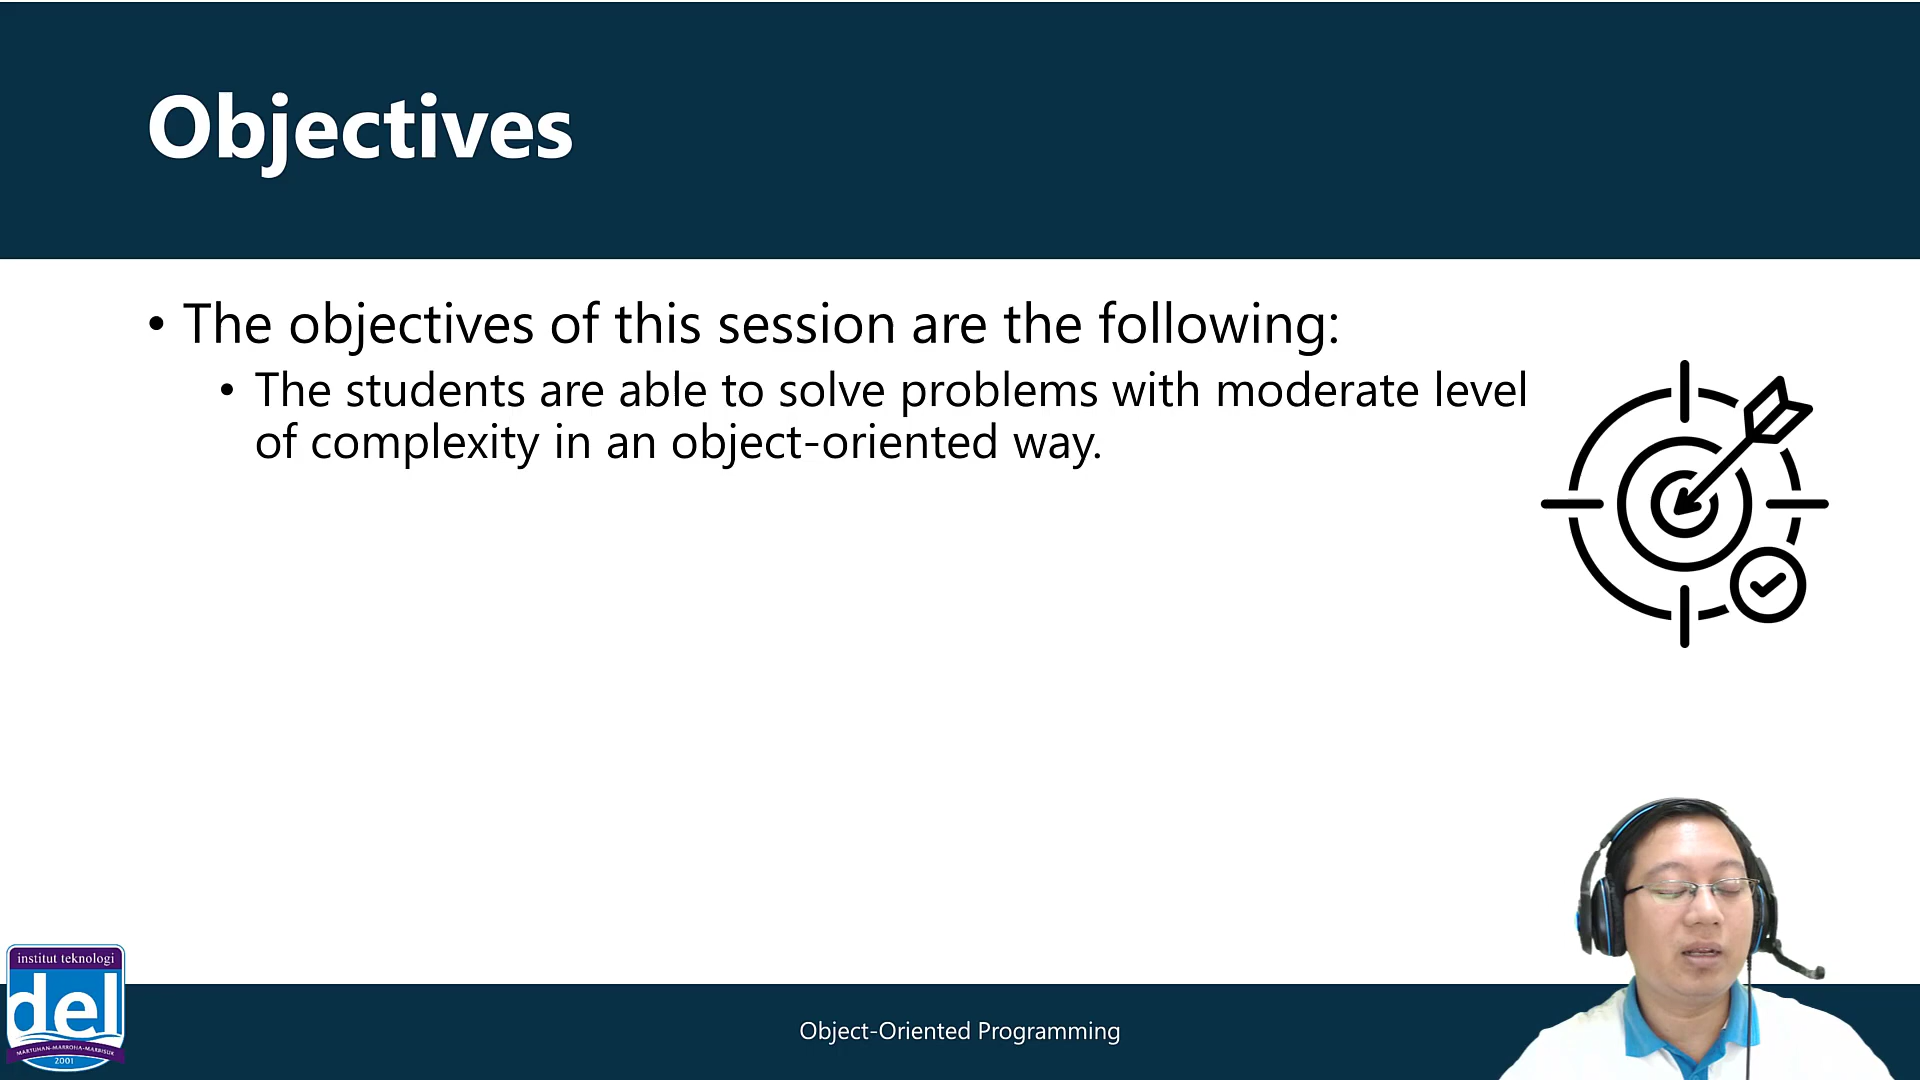 Objectives
• The objectives of this session are the following:
• The students are able to solve problems with moderate level
of complexity in an object-oriented way.
institut teknologi
del
MARTUHAN-MARROHA-MARBISUK
2001
Object-Oriented Programming